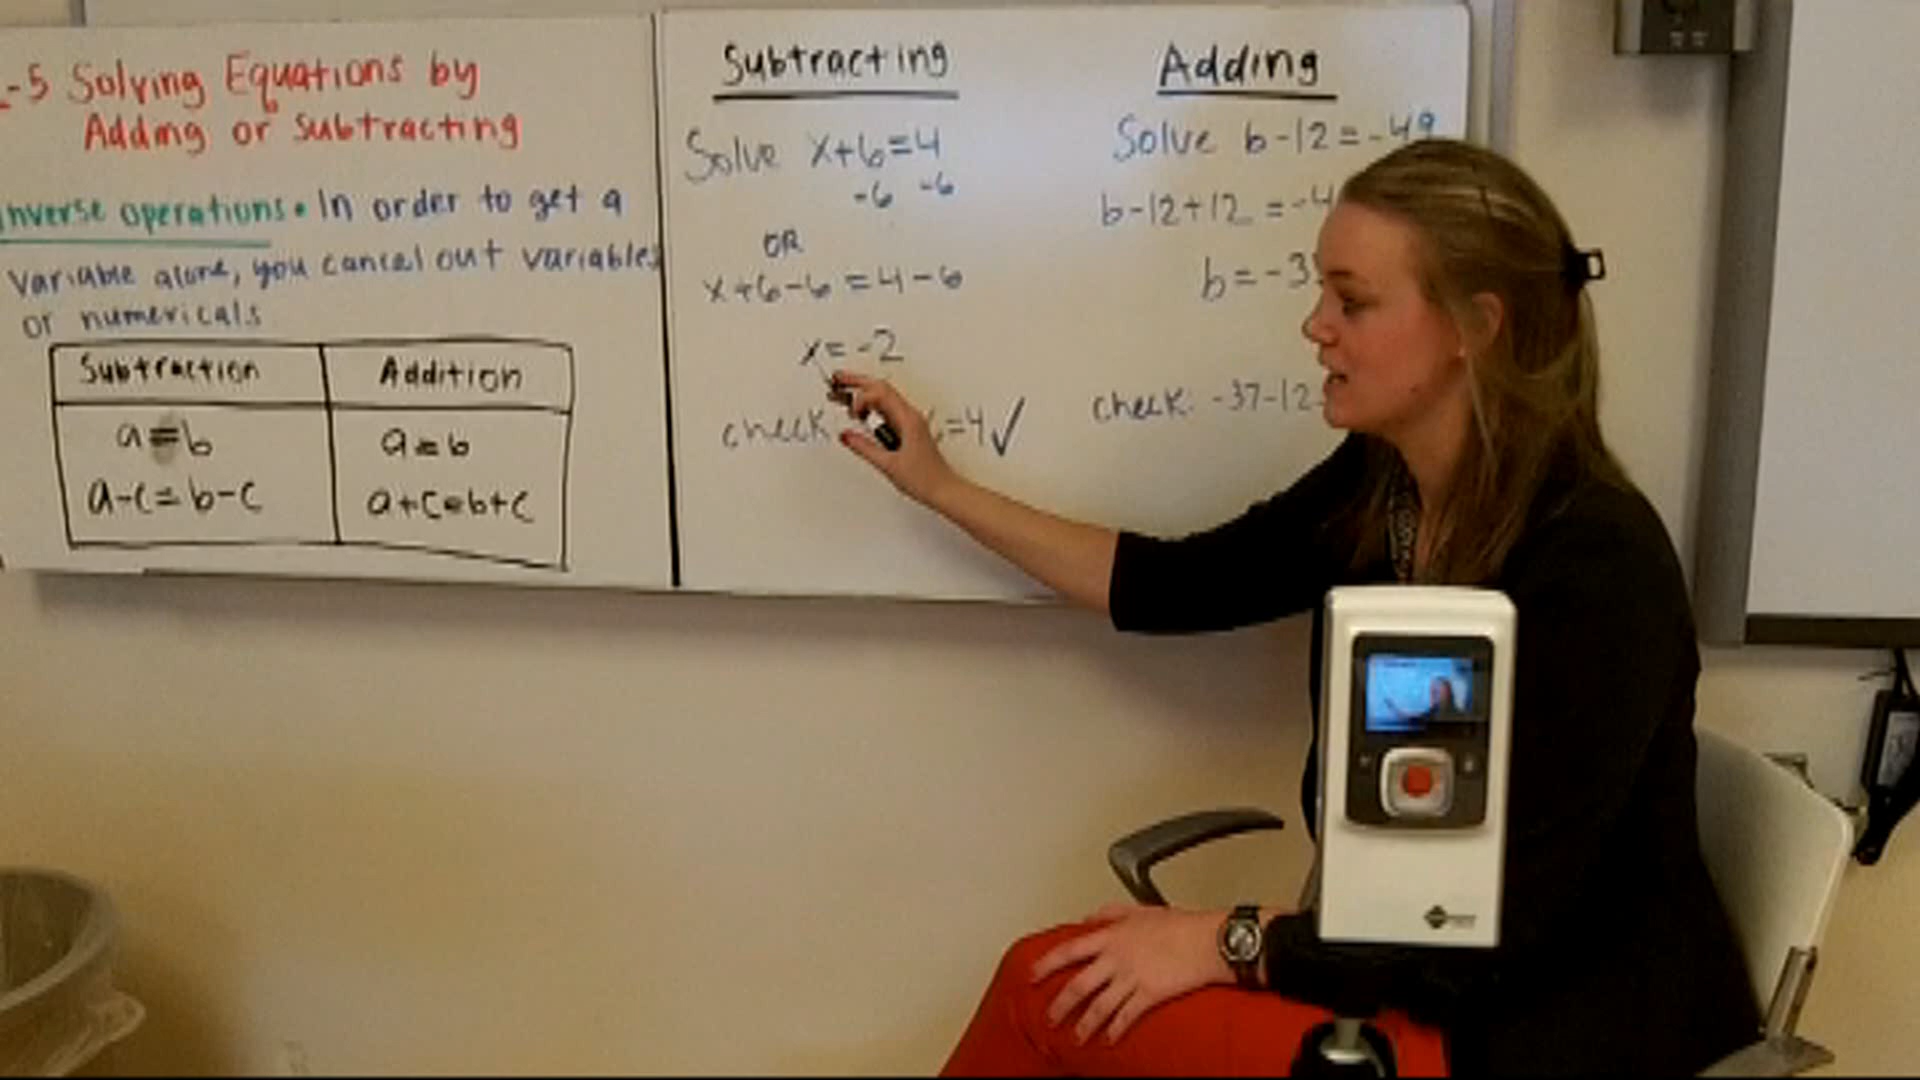 -5 Solving Equations by
Adding or Subtracting
Inverse operations • In order to get a
variable alone, you cancel out variables
or numericals
Subtraction Addition
a=b a=b
a-c=b-c a+c=b+c
Subtracting
Solve x+6=4
-6 -6
OR
x+6-6=4-6
x=-2
check 6=4✓
Adding
Solve b-12=-49
b-12+12=-4
b=-3
check: -37-12